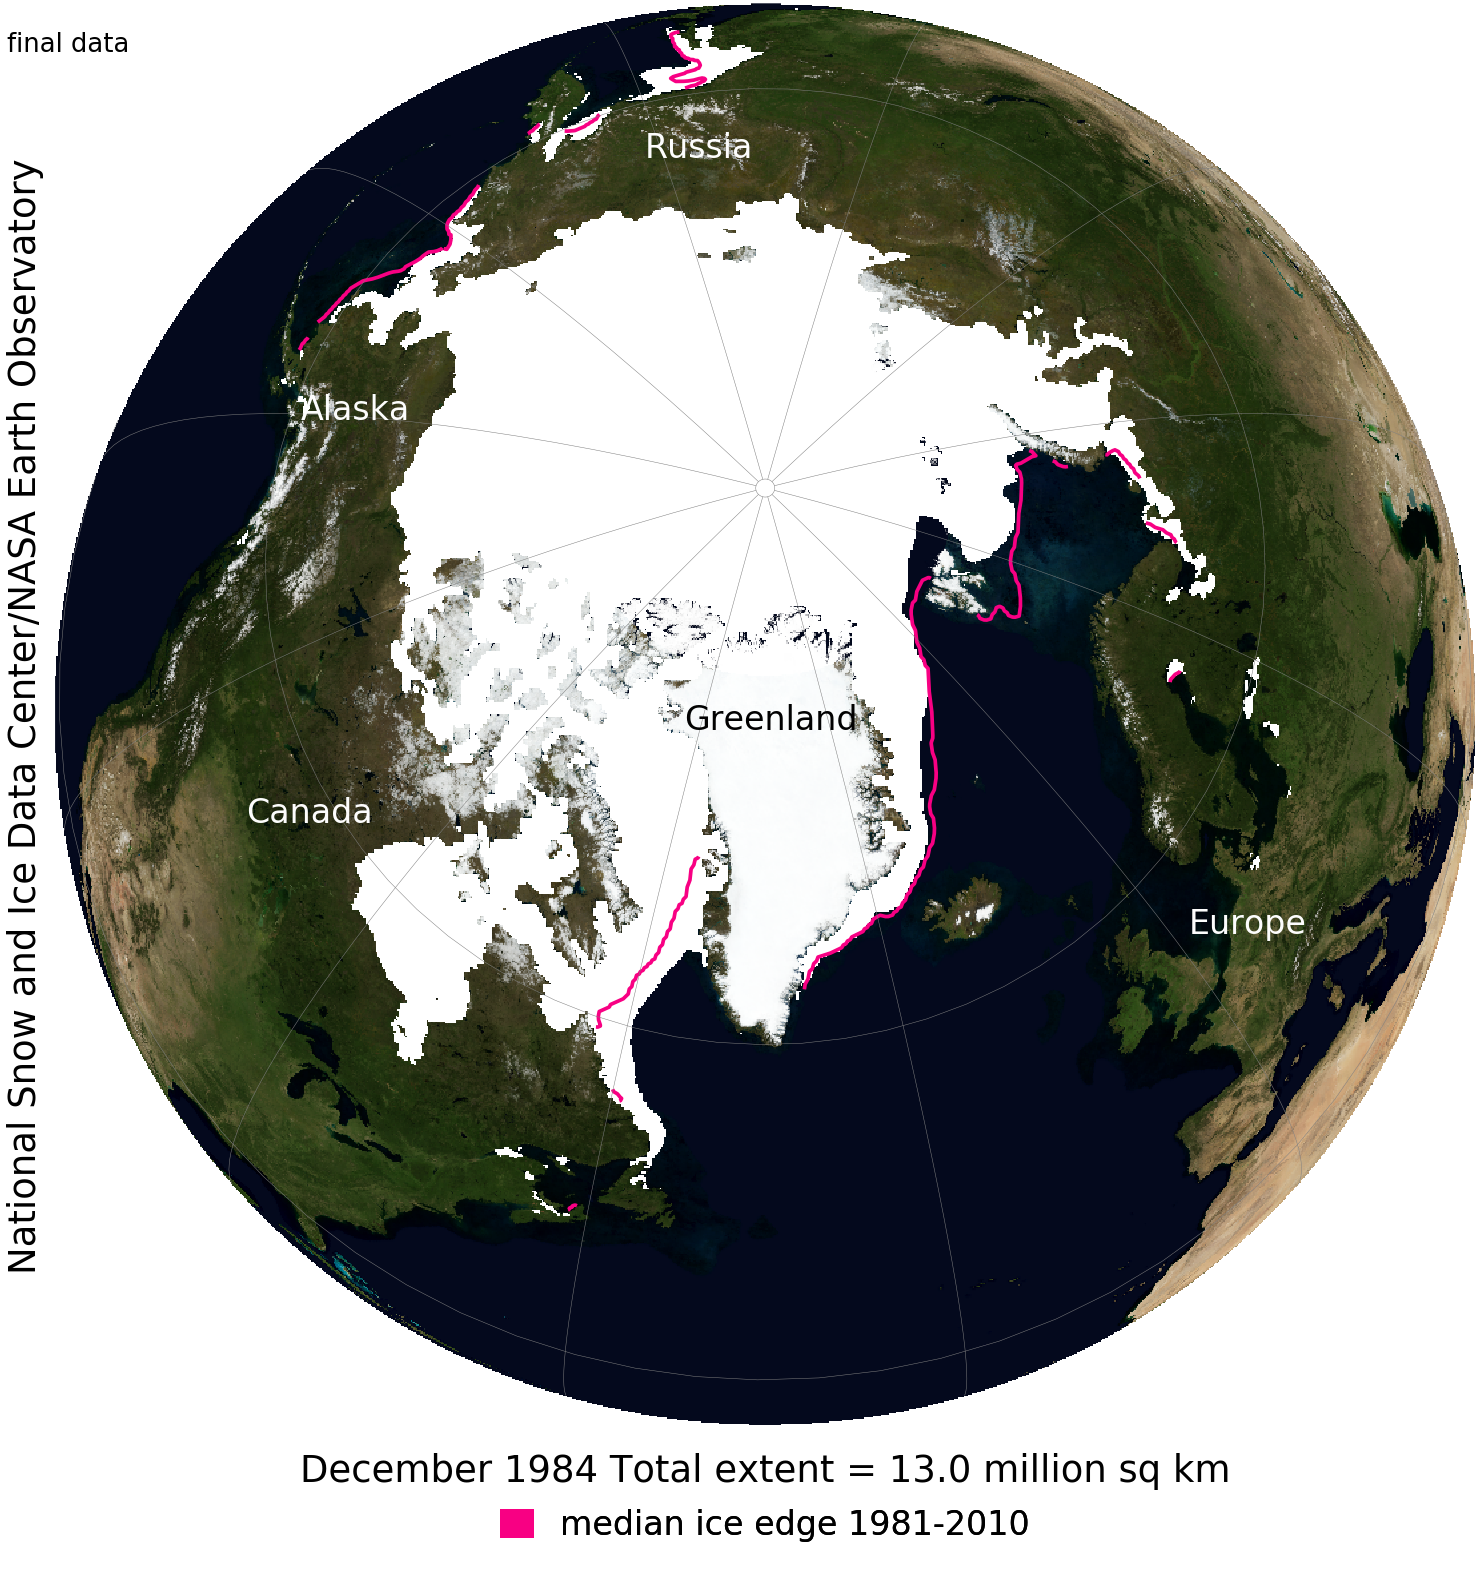 final data
National Snow and Ice Data Center/NASA Earth Observatory
Russia
Alaska
Greenland
Canada
Europe
December 1984 Total extent = 13.0 million sq km
median ice edge 1981-2010